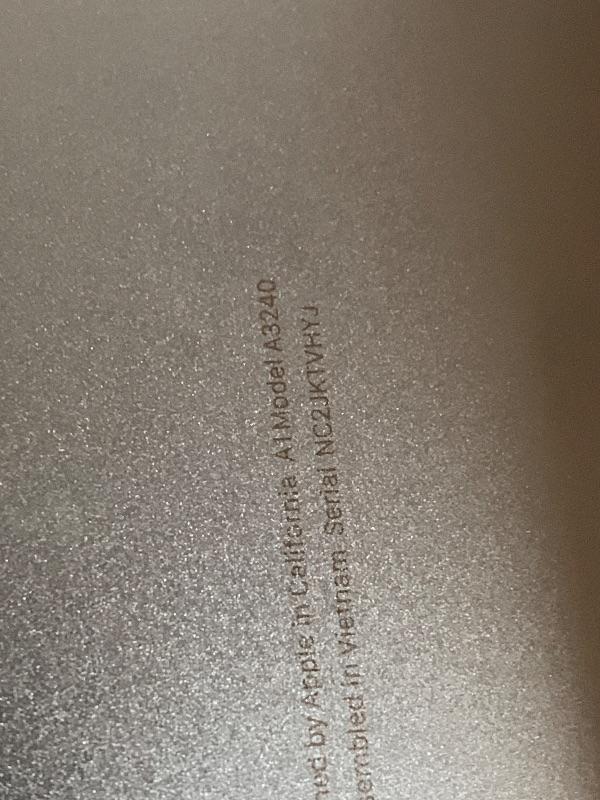 ned by Apple in California AI Model A3240
embled in Vietnam Serial NC2JKTVHYJ